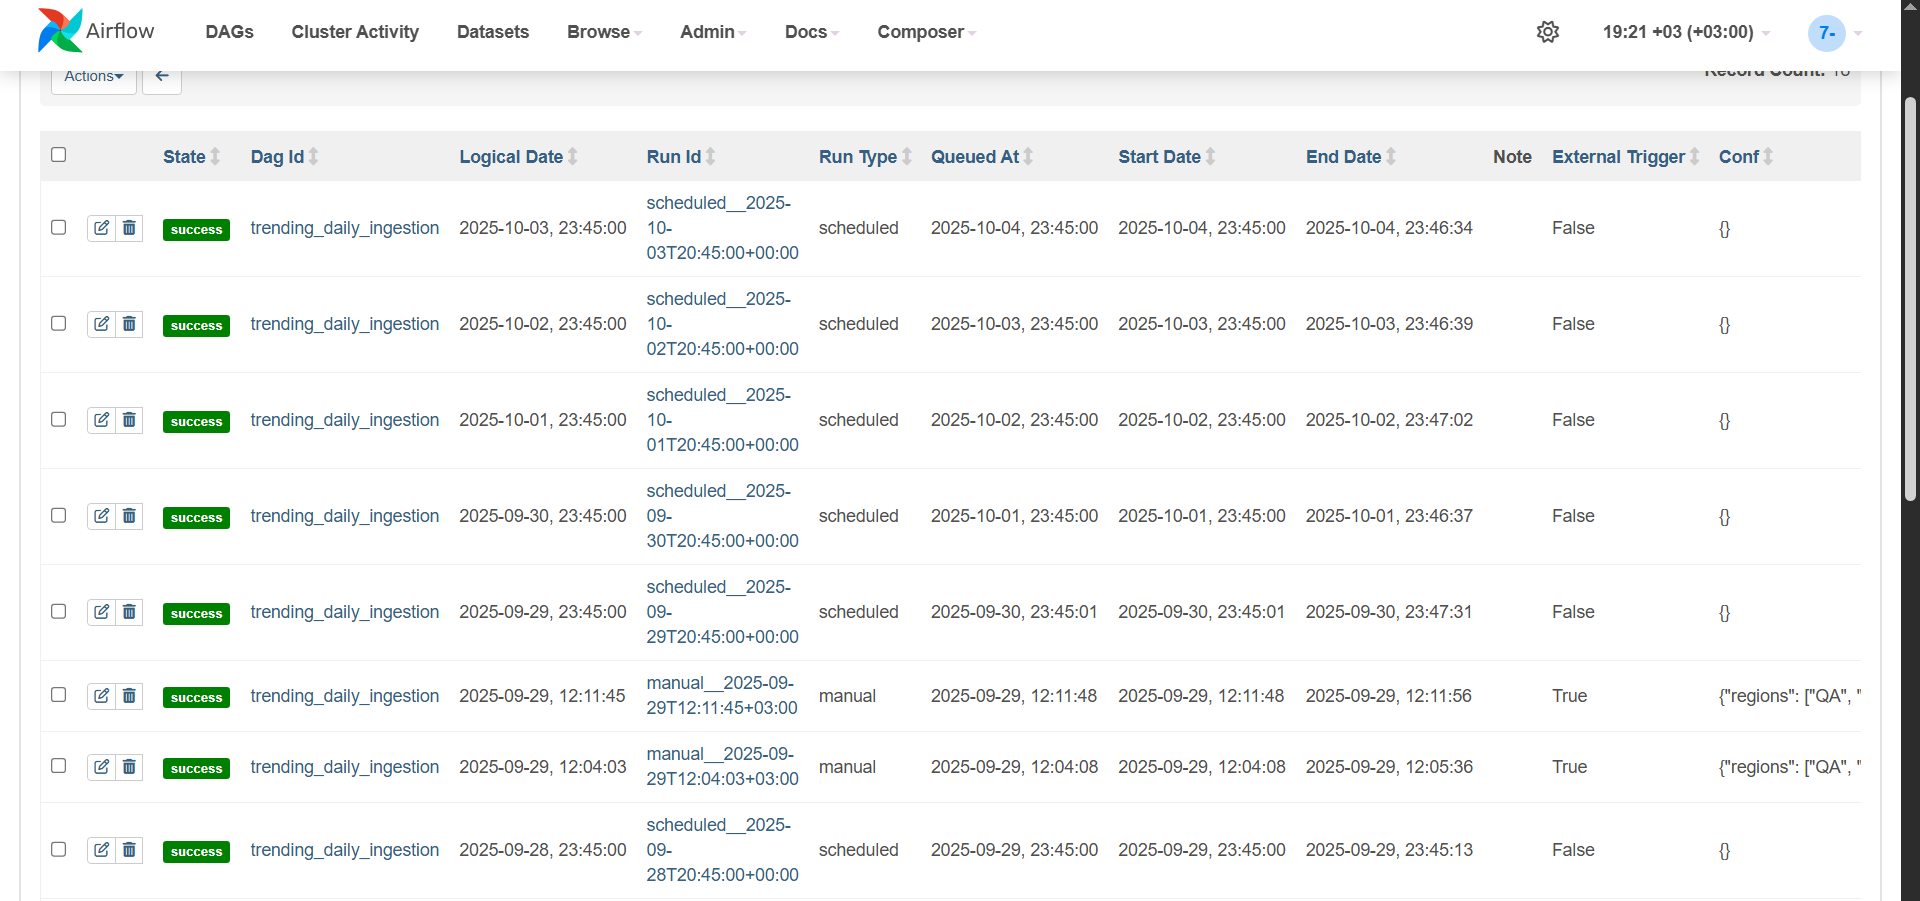 Airflow
DAGs Cluster Activity Datasets Browse Admin Docs Composer 19:21 +03 (+03:00) 7-
Actions Record Count:
State Dag Id Logical Date Run Id Run Type Queued At Start Date End Date Note External Trigger Conf
success trending_daily_ingestion 2025-10-03, 23:45:00 scheduled__2025-
10-
03T20:45:00+00:00 scheduled 2025-10-04, 23:45:00 2025-10-04, 23:45:00 2025-10-04, 23:46:34 False {}
success trending_daily_ingestion 2025-10-02, 23:45:00 scheduled__2025-
10-
02T20:45:00+00:00 scheduled 2025-10-03, 23:45:00 2025-10-03, 23:45:00 2025-10-03, 23:46:39 False {}
success trending_daily_ingestion 2025-10-01, 23:45:00 scheduled__2025-
10-
01T20:45:00+00:00 scheduled 2025-10-02, 23:45:00 2025-10-02, 23:45:00 2025-10-02, 23:47:02 False {}
success trending_daily_ingestion 2025-09-30, 23:45:00 scheduled__2025-
09-
30T20:45:00+00:00 scheduled 2025-10-01, 23:45:00 2025-10-01, 23:45:00 2025-10-01, 23:46:37 False {}
success trending_daily_ingestion 2025-09-29, 23:45:00 scheduled__2025-
09-
29T20:45:00+00:00 scheduled 2025-09-30, 23:45:01 2025-09-30, 23:45:01 2025-09-30, 23:47:31 False {}
success trending_daily_ingestion 2025-09-29, 12:11:45 manual__2025-09-
29T12:11:45+03:00 manual 2025-09-29, 12:11:48 2025-09-29, 12:11:48 2025-09-29, 12:11:56 True {"regions": ["QA", "
success trending_daily_ingestion 2025-09-29, 12:04:03 manual__2025-09-
29T12:04:03+03:00 manual 2025-09-29, 12:04:08 2025-09-29, 12:04:08 2025-09-29, 12:05:36 True {"regions": ["QA", "
success trending_daily_ingestion 2025-09-28, 23:45:00 scheduled__2025-
09-
28T20:45:00+00:00 scheduled 2025-09-29, 23:45:00 2025-09-29, 23:45:00 2025-09-29, 23:45:13 False {}